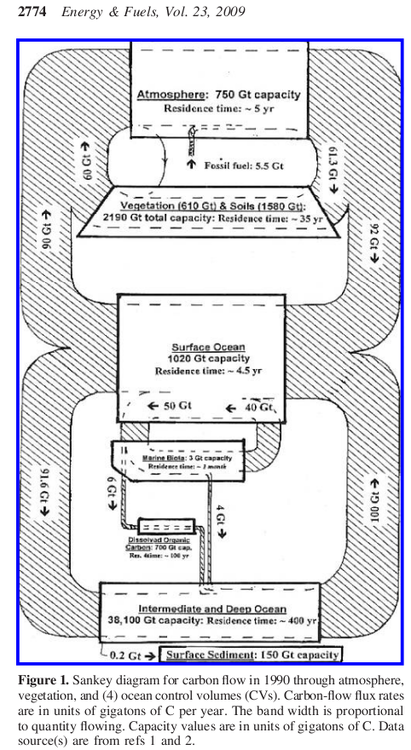 2774 Energy & Fuels, Vol. 23, 2009
Atmosphere: 750 Gt capacity
Residence time: ~ 5 yr
60 Gt →
Fossil fuel: 5.5 Gt
61.3 Gt →
Vegetation (610 Gt) & Soils (1580 Gt):
2190 Gt total capacity: Residence time: ~ 35 yr
90 Gt →
92 Gt →
Surface Ocean
1020 Gt capacity
Residence time: ~ 4.5 yr
← 50 Gt
← 40 Gt
Marine Biota: 3 Gt capacity
Residence time: ~ 1 month
91.6 Gt →
6 Gt →
4 Gt →
100 Gt →
Dissolvad Organic
Carbon: 700 Gt cap,
Res. time: ~ 100 yr
Intermediate and Deep Ocean
38,100 Gt capacity: Residence time: ~ 400 yr
0.2 Gt → Surface Sediment: 150 Gt capacity
Figure 1. Sankey diagram for carbon flow in 1990 through atmosphere,
vegetation, and (4) ocean control volumes (CVs). Carbon-flow flux rates
are in units of gigatons of C per year. The band width is proportional
to quantity flowing. Capacity values are in units of gigatons of C. Data
source(s) are from refs 1 and 2.